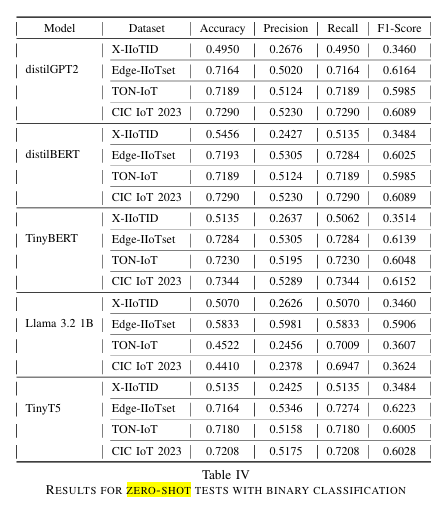 Model Dataset Accuracy Precision Recall F1-Score
X-IIoTID 0.4950 0.2676 0.4950 0.3460
distilGPT2 Edge-IIoTset 0.7164 0.5020 0.7164 0.6164
TON-IoT 0.7189 0.5124 0.7189 0.5985
CIC IoT 2023 0.7290 0.5230 0.7290 0.6089
X-IIoTID 0.5456 0.2427 0.5135 0.3484
distilBERT Edge-IIoTset 0.7193 0.5305 0.7284 0.6025
TON-IoT 0.7189 0.5124 0.7189 0.5985
CIC IoT 2023 0.7290 0.5230 0.7290 0.6089
X-IIoTID 0.5135 0.2637 0.5062 0.3514
TinyBERT Edge-IIoTset 0.7284 0.5305 0.7284 0.6139
TON-IoT 0.7230 0.5195 0.7230 0.6048
CIC IoT 2023 0.7344 0.5289 0.7344 0.6152
X-IIoTID 0.5070 0.2626 0.5070 0.3460
Llama 3.2 1B Edge-IIoTset 0.5833 0.5981 0.5833 0.5906
TON-IoT 0.4522 0.2456 0.7009 0.3607
CIC IoT 2023 0.4410 0.2378 0.6947 0.3624
X-IIoTID 0.5135 0.2425 0.5135 0.3484
TinyT5 Edge-IIoTset 0.7164 0.5346 0.7274 0.6223
TON-IoT 0.7180 0.5158 0.7180 0.6005
CIC IoT 2023 0.7208 0.5175 0.7208 0.6028
Table IV
RESULTS FOR ZERO-SHOT TESTS WITH BINARY CLASSIFICATION